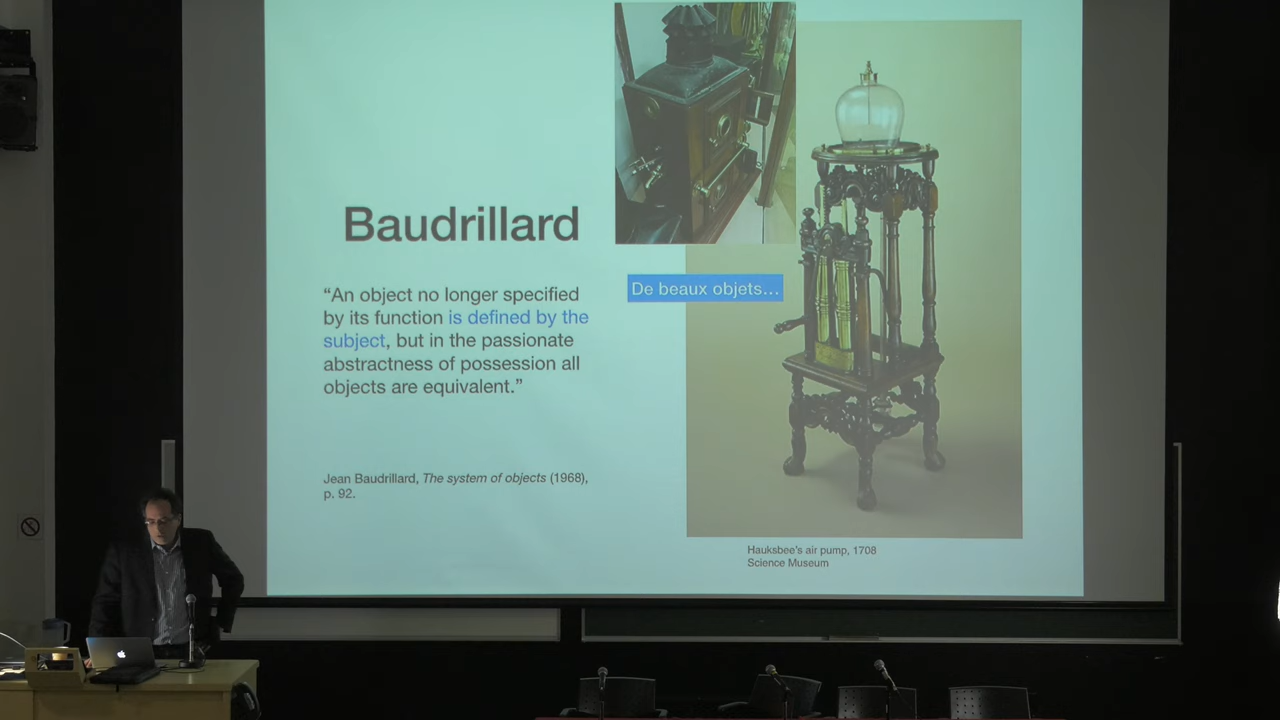 Baudrillard
“An object no longer specified
by its function is defined by the
subject, but in the passionate
abstractness of possession all
objects are equivalent.”
Jean Baudrillard, The system of objects (1968),
p. 92.
De beaux objets…
Hauksbee's air pump, 1708
Science Museum